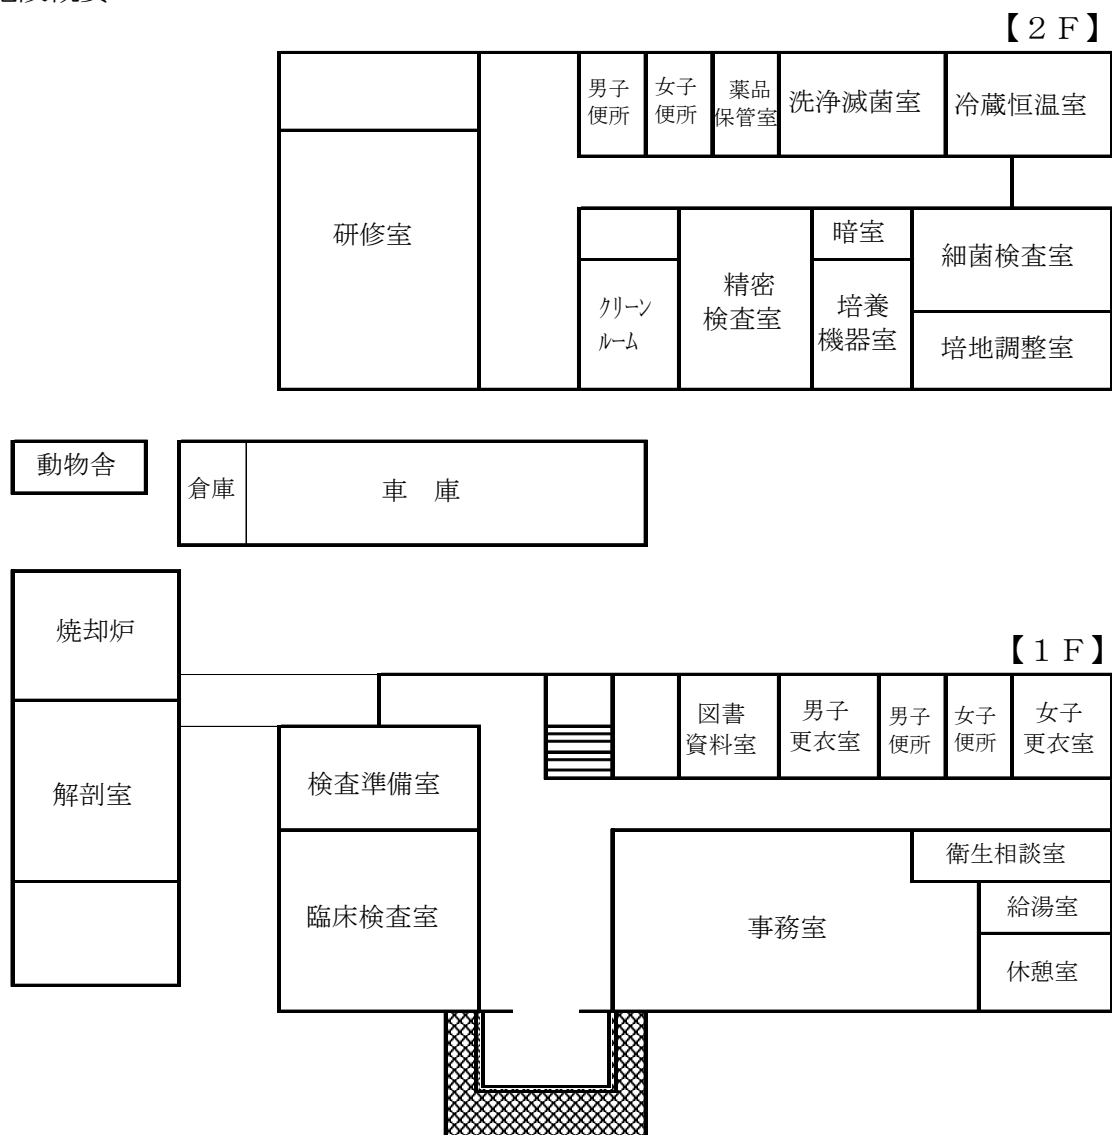 【２Ｆ】
男子
便所
女子
便所
薬品
保管室
洗浄滅菌室
冷蔵恒温室
研修室
クリーン
ルーム
精密
検査室
暗室
培養
機器室
細菌検査室
培地調整室
動物舎
倉庫
車　庫
焼却炉
解剖室
【１Ｆ】
図書
資料室
男子
更衣室
男子
便所
女子
便所
女子
更衣室
検査準備室
臨床検査室
事務室
衛生相談室
給湯室
休憩室